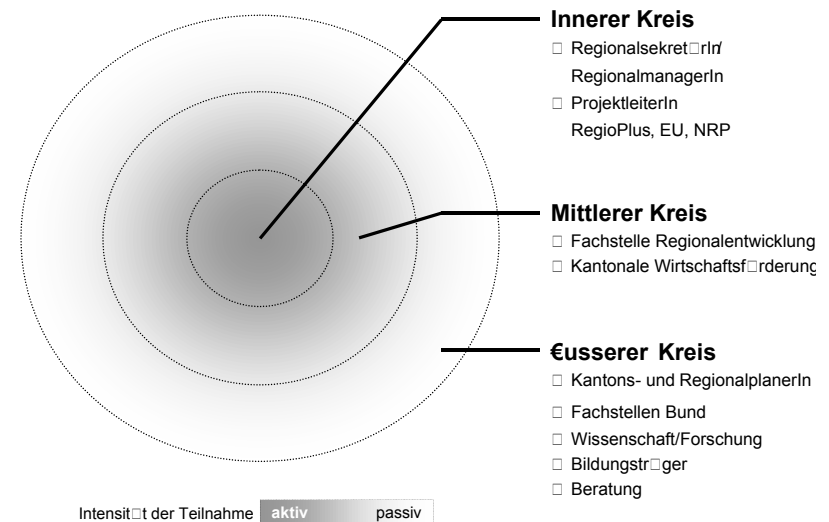 Innerer Kreis
□ Regionalsekret□rIn/
RegionalmanagerIn
□ ProjektleiterIn
RegioPlus, EU, NRP
Mittlerer Kreis
□ Fachstelle Regionalentwicklung
□ Kantonale Wirtschaftsf□rderung
€usserer Kreis
□ Kantons- und RegionalplanerIn
□ Fachstellen Bund
□ Wissenschaft/Forschung
□ Bildungstr□ger
□ Beratung
Intensit□t der Teilnahme aktiv passiv